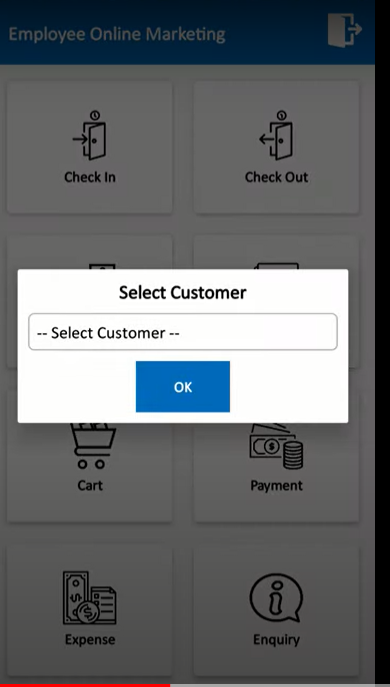 Employee Online Marketing
Check In
Check Out
Select Customer
-- Select Customer --
OK
Cart
Payment
Expense
Enquiry